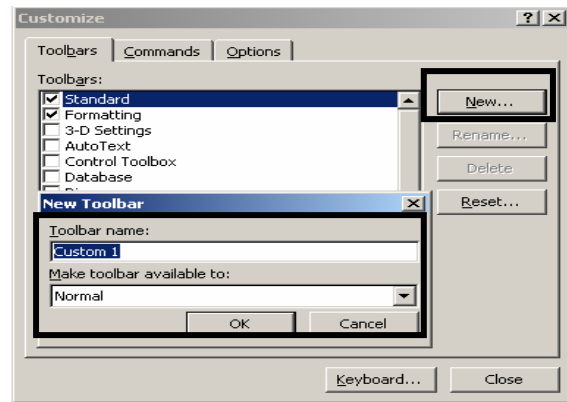 Customize
Toolbars Commands Options
Toolbars:
Standard
Formatting
3-D Settings
AutoText
Control Toolbox
Database
New...
Rename...
Delete
Reset...
New Toolbar
Toolbar name:
Custom 1
Make toolbar available to:
Normal
OK Cancel
Keyboard... Close